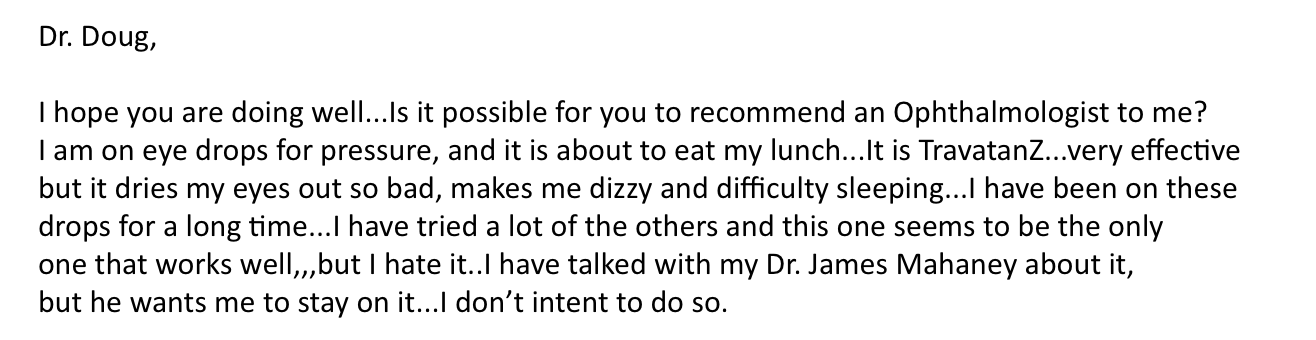 Dr. Doug,
I hope you are doing well...Is it possible for you to recommend an Ophthalmologist to me?
I am on eye drops for pressure, and it is about to eat my lunch...It is TravatanZ...very effective
but it dries my eyes out so bad, makes me dizzy and difficulty sleeping...I have been on these
drops for a long time...I have tried a lot of the others and this one seems to be the only
one that works well,,,but I hate it..I have talked with my Dr. James Mahaney about it,
but he wants me to stay on it...I don’t intent to do so.